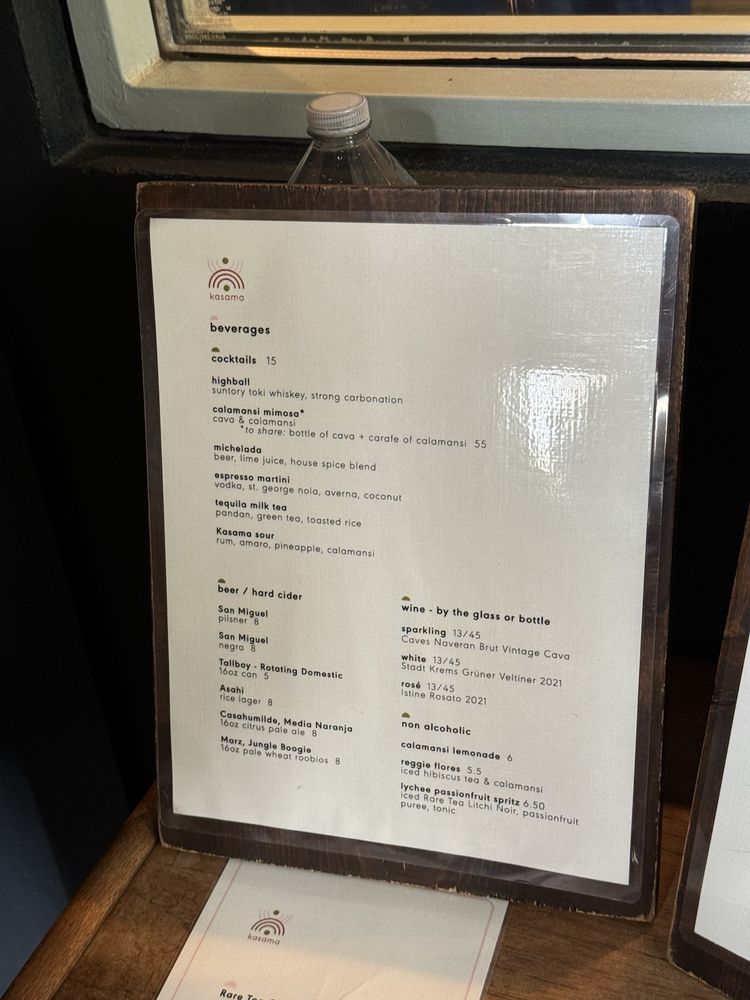 kasama
beverages
cocktails 15
highball
suntory toki whiskey, strong carbonation
calamansi mimosa*
cava & calamansi
*to share: bottle of cava + carafe of calamansi 55
michelada
beer, lime juice, house spice blend
espresso martini
vodka, st. george nola, averna, coconut
tequila milk tea
pandan, green tea, toasted rice
Kasama sour
rum, amaro, pineapple, calamansi
beer / hard cider
San Miguel
pilsner 8
San Miguel
negra 8
Tallboy - Rotating Domestic
16oz can 5
Asahi
rice lager 8
Casahumilde, Media Naranja
16oz citrus pale ale 8
Marz, Jungle Boogie
16oz pale wheat roobios 8
wine - by the glass or bottle
sparkling 13/45
Caves Naveran Brut Vintage Cava
white 13/45
Stadt Krems Grüner Veltiner 2021
rosé 13/45
Istine Rosato 2021
non alcoholic
calamansi lemonade 6
reggie flores 5.5
iced hibiscus tea & calamansi
lychee passionfruit spritz 6.50
iced Rare Tea Litchi Noir, passionfruit
puree, tonic
kasama
Rare Tea